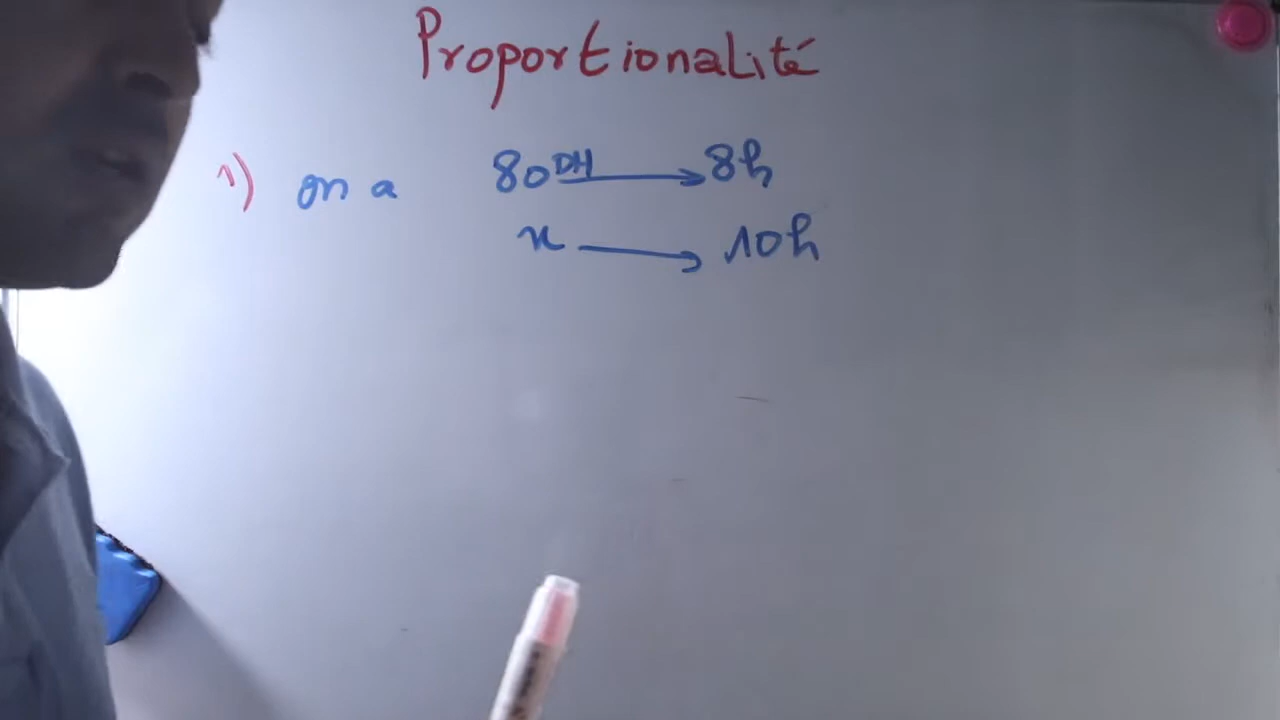 Proportionalité
1) on a 80DH → 8h
x → 10h